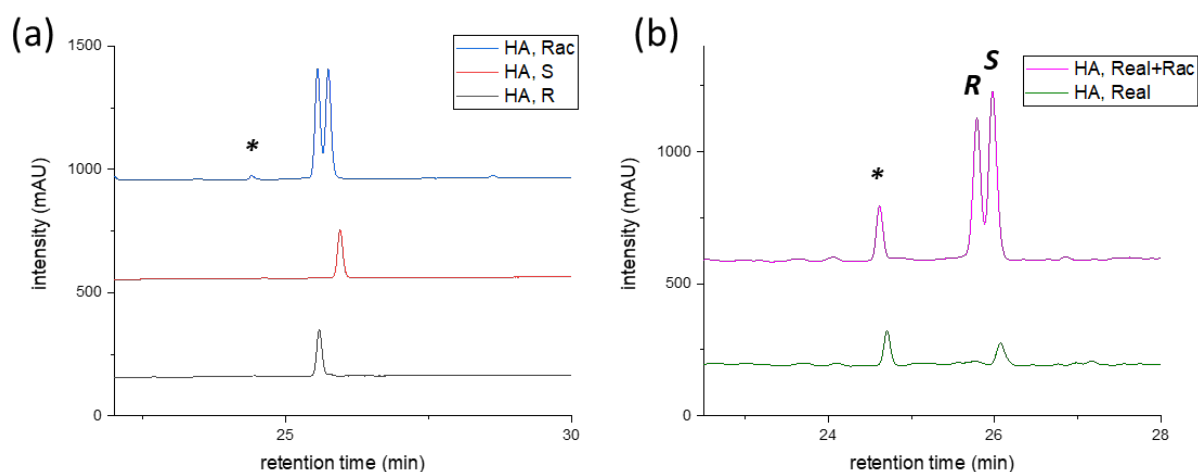 (a)
1500
1000
500
0
intensity (mAU)
HA, Rac
HA, S
HA, R
*
25
30
retention time (min)
(b)
1000
500
0
intensity (mAU)
HA, Real+Rac
HA, Real
S
R
*
24
26
28
retention time (min)